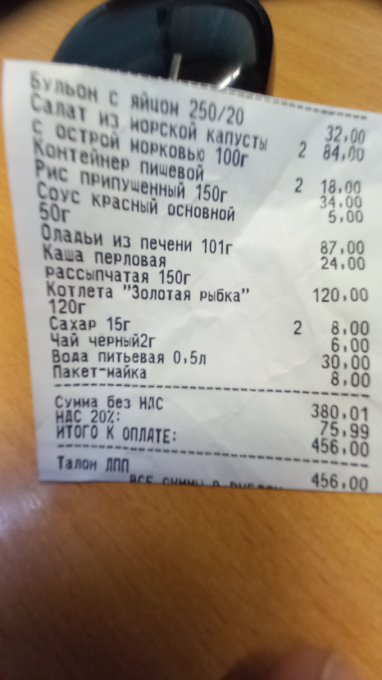 Бульон с яйцом 250/20 32,00
Салат из морской капусты 2 84,00
с острой морковью 100г
Контейнер пищевой 2 18,00
Рис припущенный 150г 34,00
Соус красный основной 5,00
50г
Оладьи из печени 101г 87,00
Каша перловая 24,00
рассыпчатая 150г
Котлета "Золотая рыбка" 120,00
120г
Сахар 15г 2 8,00
Чай черный2г 6,00
Вода питьевая 0,5л 30,00
Пакет-майка 8,00
Сумма без НДС 380,01
НДС 20%: 75,99
ИТОГО К ОПЛАТЕ: 456,00
Талон ЛПП 456,00
ВСЕ СУММЫ В РУБЛЯХ